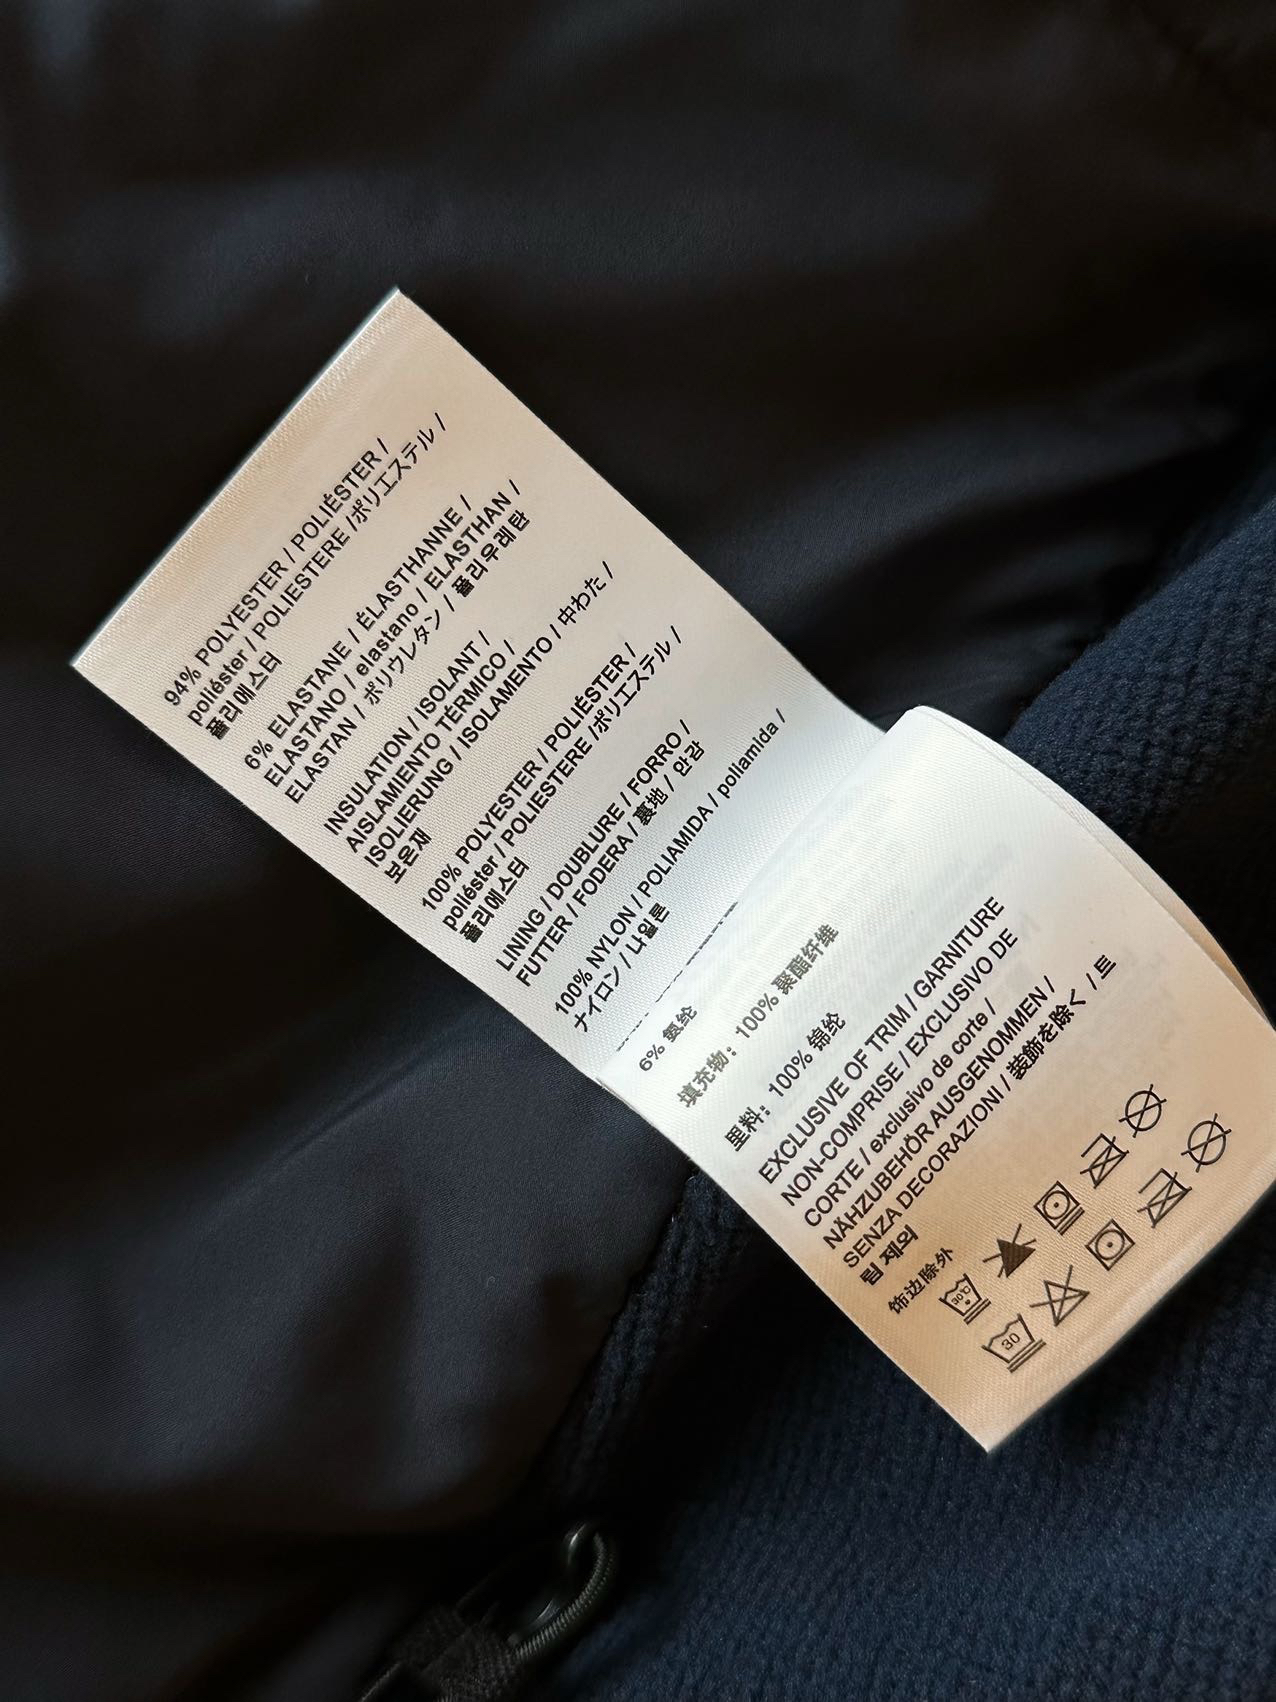 94% POLYESTER / POLIÉSTER /
poliéster / POLIESTERE /ポリエステル /
폴리에스터
6% ELASTANE / ÉLASTHANNE /
ELASTANO / elastano / ELASTHAN /
ELASTAN / ポリウレタン / 폴리우레탄
INSULATION / ISOLANT /
AISLAMIENTO TÉRMICO /
ISOLIERUNG / ISOLAMENTO / 中わた /
보온재
100% POLYESTER / POLIÉSTER /
poliéster / POLIESTERE /ポリエステル /
폴리에스터
LINING / DOUBLURE / FORRO /
FUTTER / FODERA / 裏地 / 안감
100% NYLON / POLIAMIDA / poliamida /
ナイロン / 나일론
6% 氨纶
填充物：100% 聚酯纤维
里料：100% 锦纶
EXCLUSIVE OF TRIM / GARNITURE
NON-COMPRISE / EXCLUSIVO DE
CORTE / exclusivo de corte /
NÄHZUBEHÖR AUSGENOMMEN /
SENZA DECORAZIONI / 装飾を除く / 트
림 제외
饰边除外
30